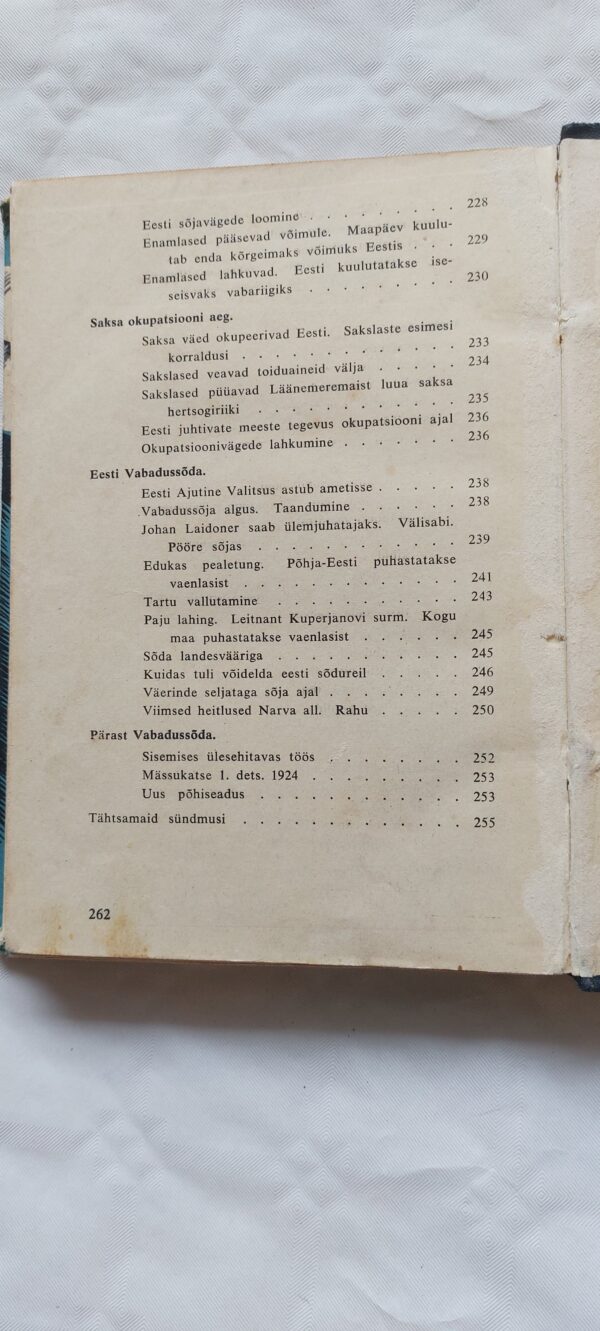 Eesti sõjavägede loomine . . . . . . . . . 228
Enamlased pääsevad võimule. Maapäev kuulu-
tab enda kõrgeimaks võimuks Eestis . . . 229
Enamlased lahkuvad. Eesti kuulutatakse ise-
seisvaks vabariigiks . . . . . . . . 230
Saksa okupatsiooni aeg.
Saksa väed okupeerivad Eesti. Sakslaste esimesi
korraldusi . . . . . . . . . . . 233
Sakslased veavad toiduaineid välja . . . . . 234
Sakslased püüavad Läänemeremaist luua saksa
hertsogiriiki . . . . . . . . . . 235
Eesti juhtivate meeste tegevus okupatsiooni ajal 236
Okupatsioonivägede lahkumine . . . . . . 236
Eesti Vabadussõda.
Eesti Ajutine Valitsus astub ametisse . . . . . 238
Vabadussõja algus. Taandumine . . . . . . 238
Johan Laidoner saab ülemjuhatajaks. Välisabi.
Pööre sõjas . . . . . . . . . . 239
Edukas pealetung. Põhja-Eesti puhastatakse
vaenlasist . . . . . . . . . . . 241
Tartu vallutamine . . . . . . . . . . 243
Paju lahing. Leitnant Kuperjanovi surm. Kogu
maa puhastatakse vaenlasist . . . . . . 245
Sõda landesvääriga . . . . . . . . . 245
Kuidas tuli võidelda eesti sõdureil . . . . . 246
Väerinde seljataga sõja ajal . . . . . . . 249
Viimsed heitlused Narva all. Rahu . . . . . 250
Pärast Vabadussõda.
Sisemises ülesehitavas töös . . . . . . . 252
Mässukatse 1. dets. 1924 . . . . . . . . 253
Uus põhiseadus . . . . . . . . . . . 253
Tähtsamaid sündmusi . . . . . . . . . . . 255
262